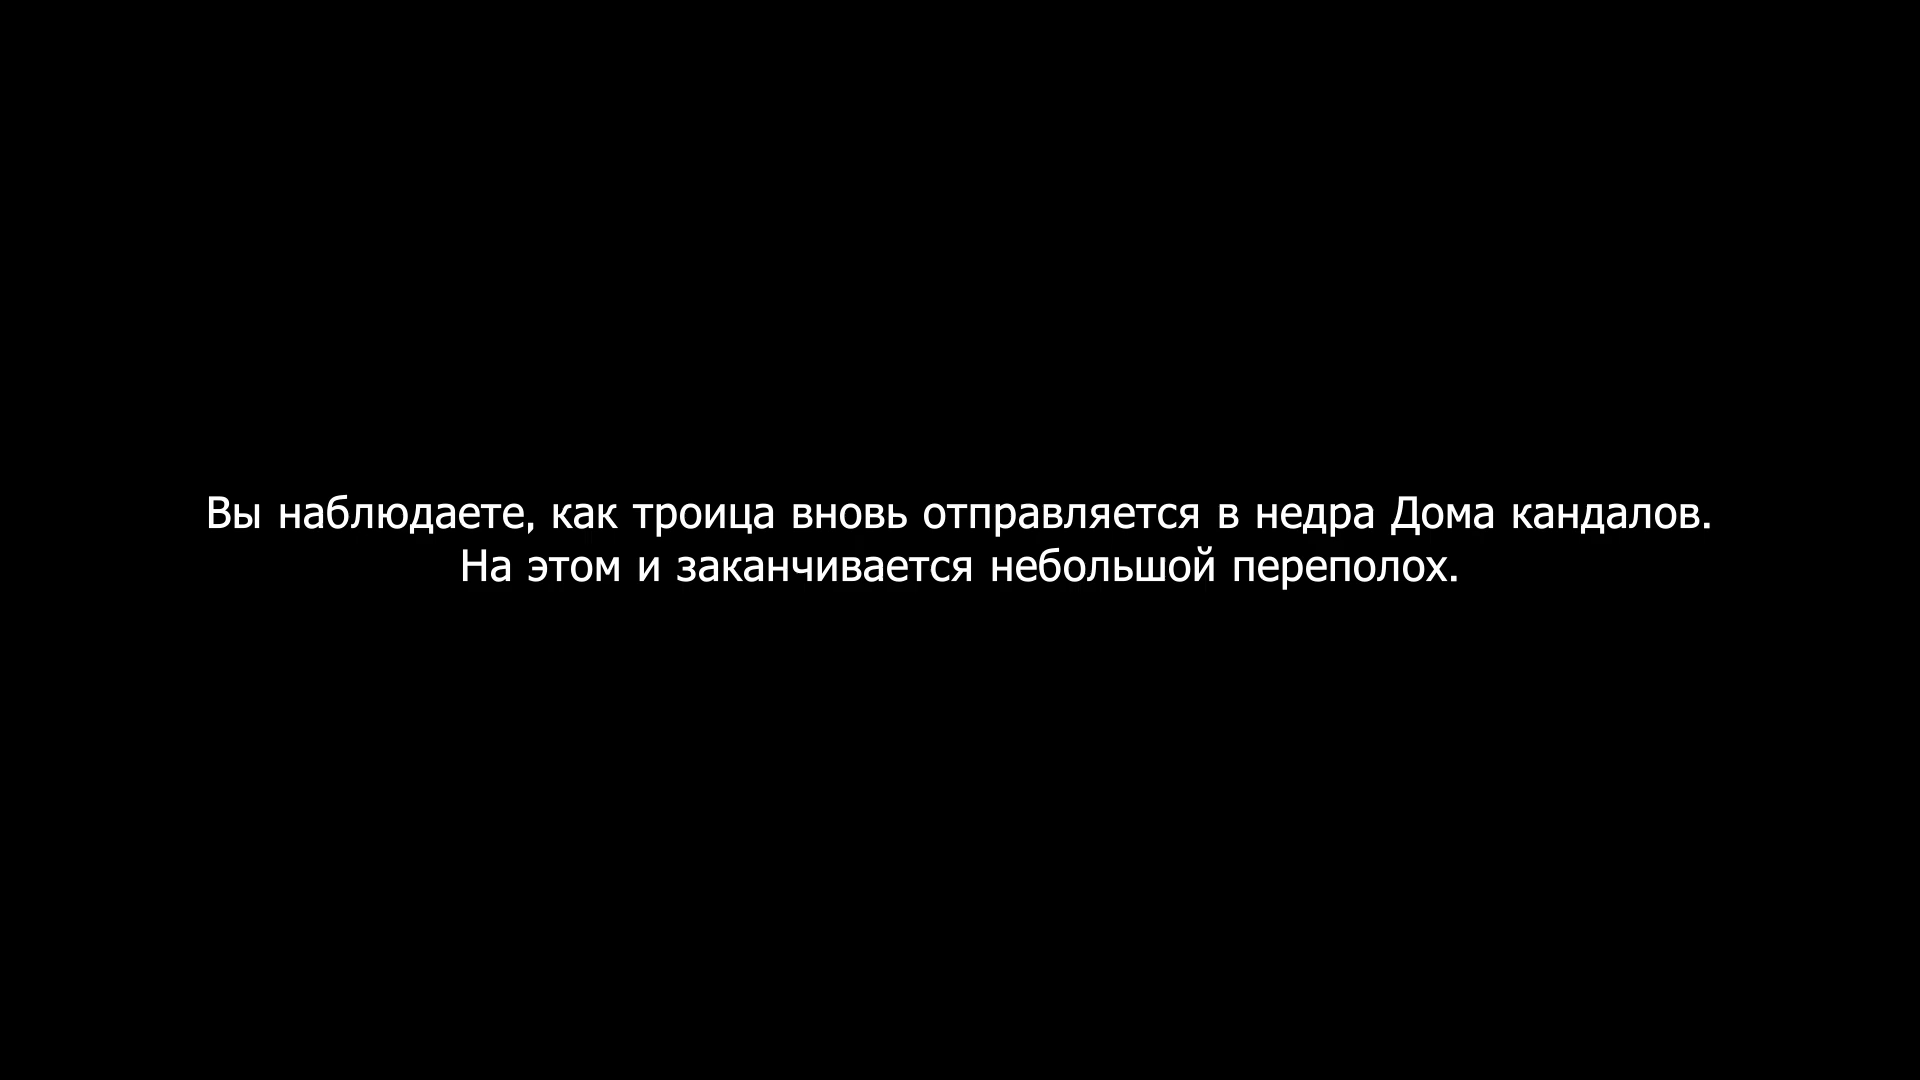 Вы наблюдаете, как троица вновь отправляется в недра Дома кандалов.
На этом и заканчивается небольшой переполох.